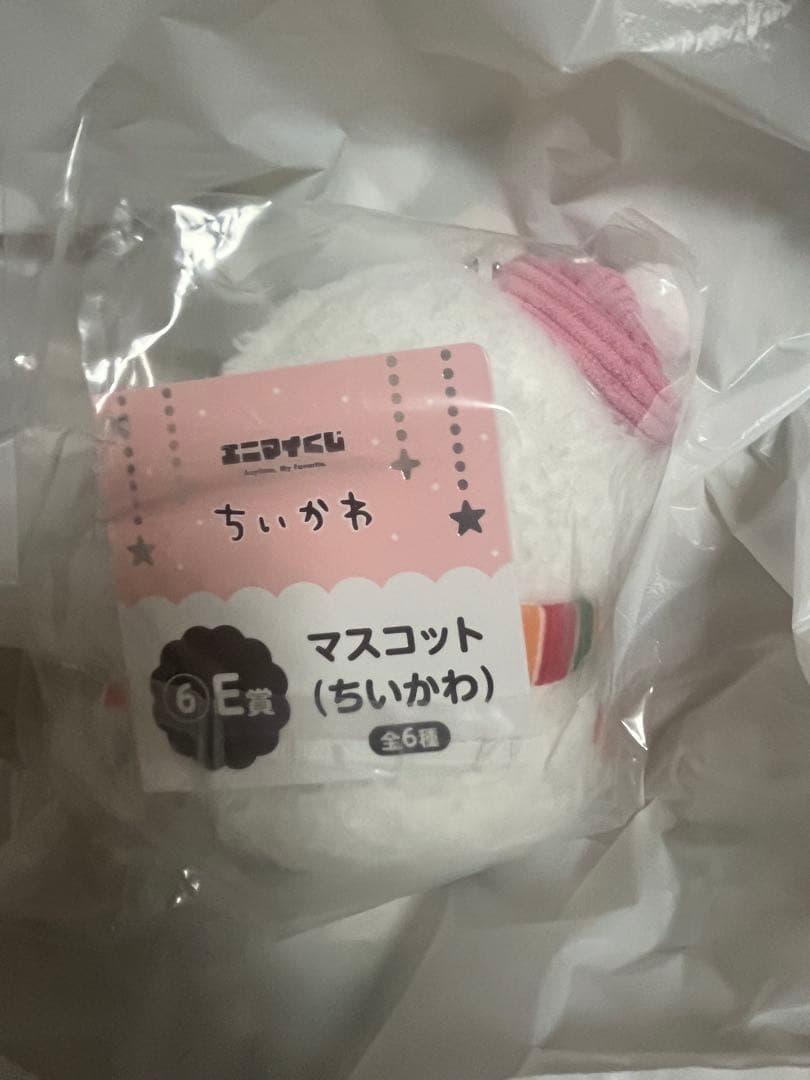 エニマイくじ
Anytime, My Favorite.
ちいかわ
マスコット
(ちいかわ)
⑥ E賞
全6種